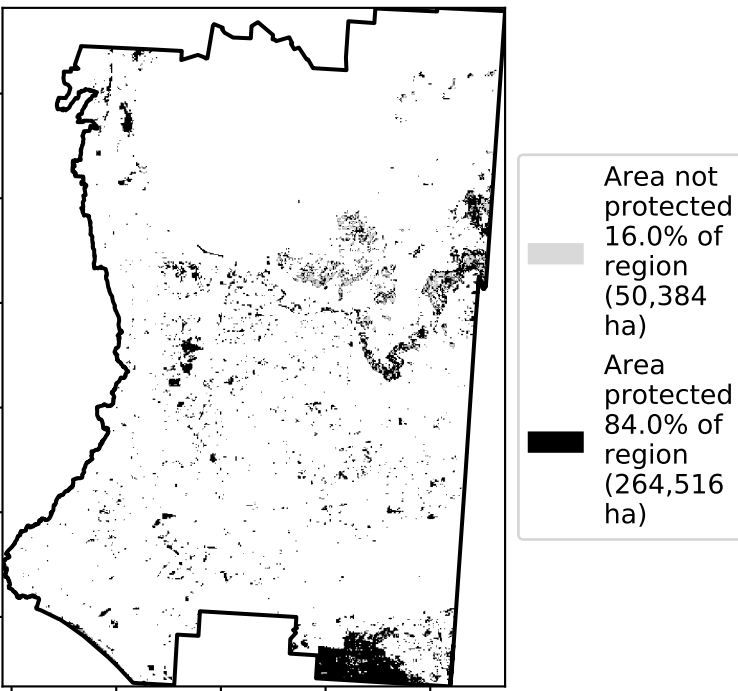 Area not
protected
16.0% of
region
(50,384
ha)
Area
protected
84.0% of
region
(264,516
ha)